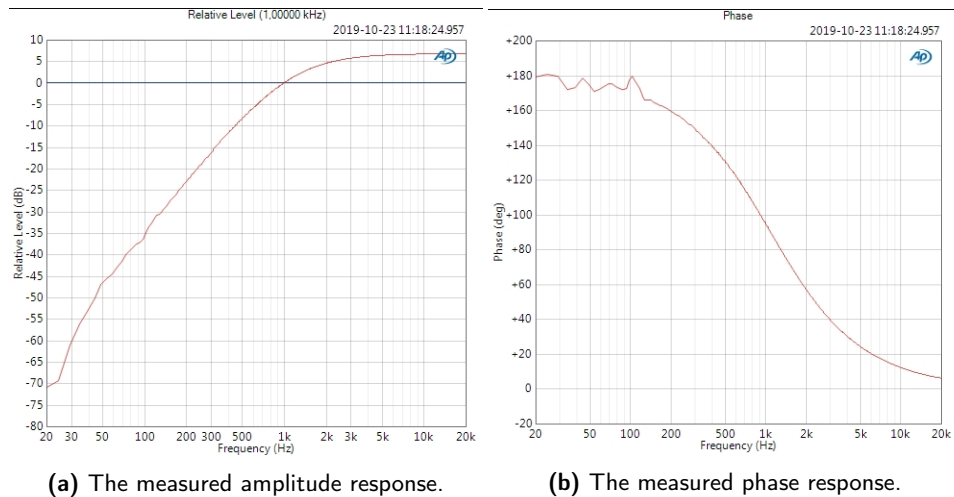 Relative Level (1,00000 kHz)
2019-10-23 11:18:24.957
Relative Level (dB)
10
5
0
-5
-10
-15
-20
-25
-30
-35
-40
-45
-50
-55
-60
-65
-70
-75
-80
AP
20 30 50 100 200 300 500 1k 2k 3k 5k 10k 20k
Frequency (Hz)
(a) The measured amplitude response.
Phase
2019-10-23 11:18:24.957
Phase (deg)
+200
+180
+160
+140
+120
+100
+80
+60
+40
+20
0
-20
AP
20 50 100 200 500 1k 2k 5k 10k 20k
Frequency (Hz)
(b) The measured phase response.